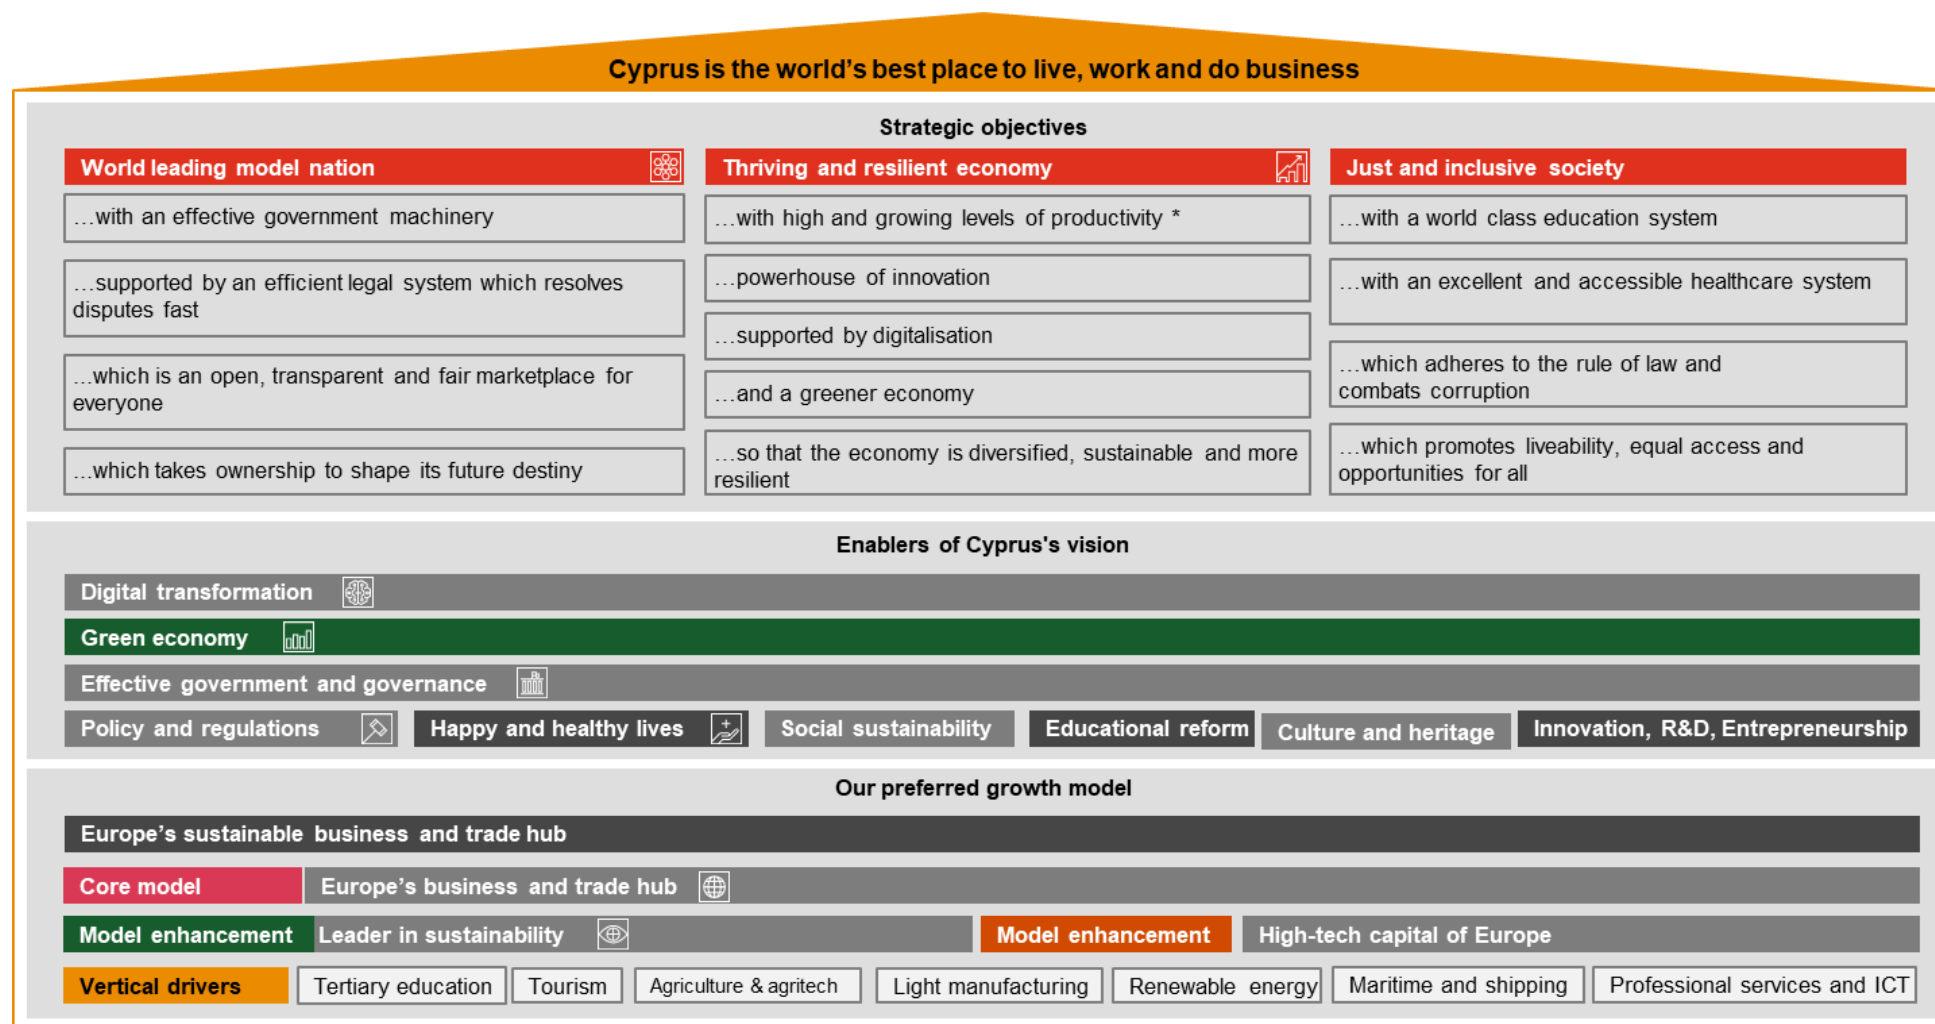 Cyprus is the world's best place to live, work and do business
Strategic objectives
World leading model nation
…with an effective government machinery
…supported by an efficient legal system which resolves
disputes fast
…which is an open, transparent and fair marketplace for
everyone
…which takes ownership to shape its future destiny
Thriving and resilient economy
…with high and growing levels of productivity *
…powerhouse of innovation
…supported by digitalisation
…and a greener economy
…so that the economy is diversified, sustainable and more
resilient
Just and inclusive society
…with a world class education system
…with an excellent and accessible healthcare system
…which adheres to the rule of law and
combats corruption
…which promotes liveability, equal access and
opportunities for all
Enablers of Cyprus's vision
Digital transformation
Green economy
Effective government and governance
Policy and regulations
Happy and healthy lives
Social sustainability
Educational reform
Culture and heritage
Innovation, R&D, Entrepreneurship
Our preferred growth model
Europe's sustainable business and trade hub
Core model
Europe's business and trade hub
Model enhancement
Leader in sustainability
Model enhancement
High-tech capital of Europe
Vertical drivers
Tertiary education
Tourism
Agriculture & agritech
Light manufacturing
Renewable energy
Maritime and shipping
Professional services and ICT